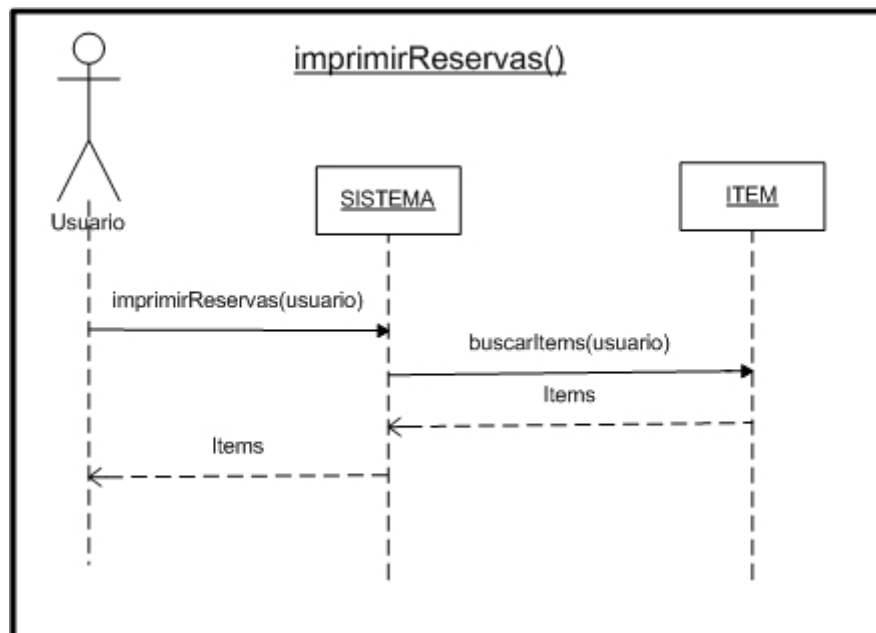 imprimirReservas()
SISTEMA
ITEM
Usuario
imprimirReservas(usuario)
buscarItems(usuario)
Items
Items